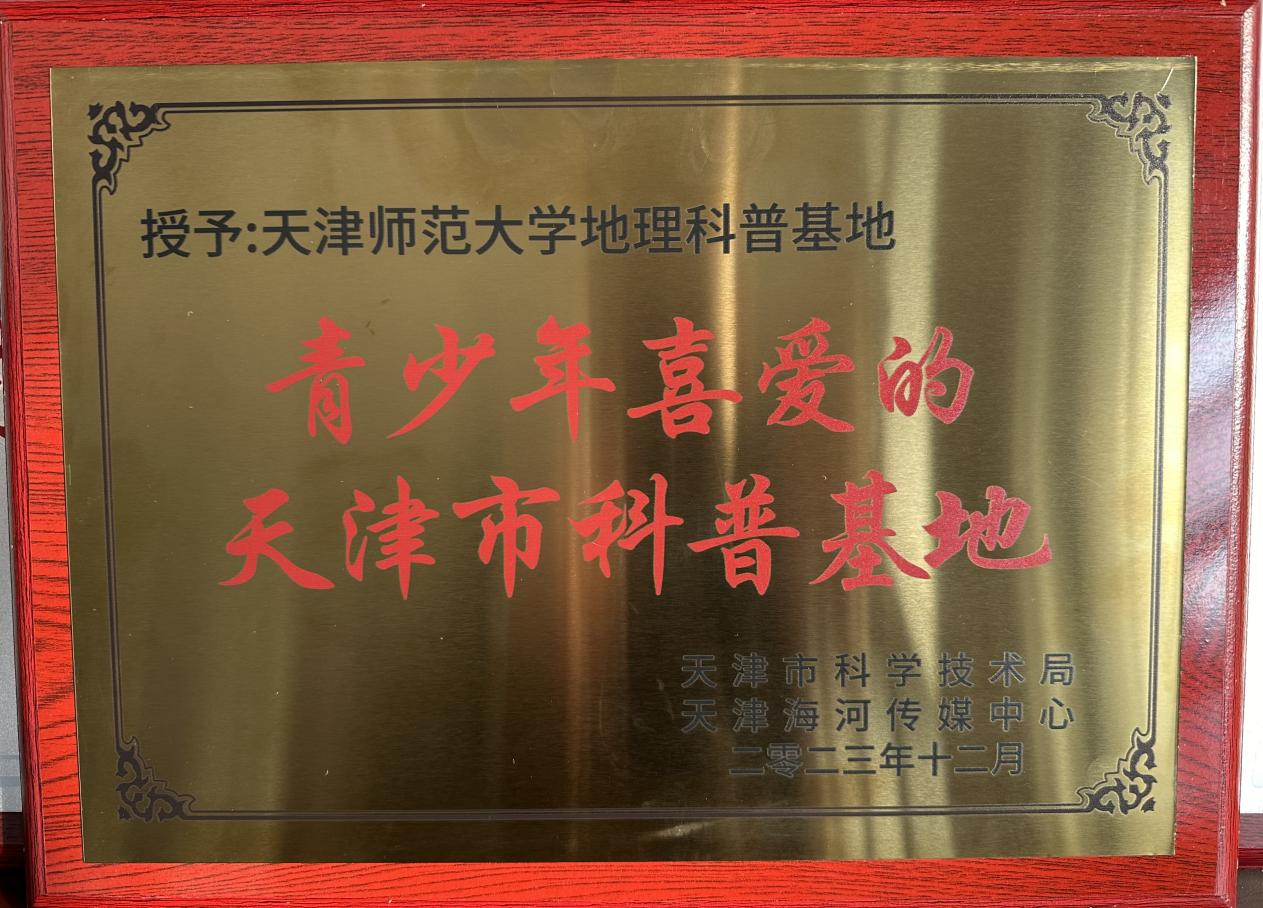 授予:天津师范大学地理科普基地
青少年喜爱的
天津市科普基地
天津市科学技术局
天津海河传媒中心
二零二三年十二月